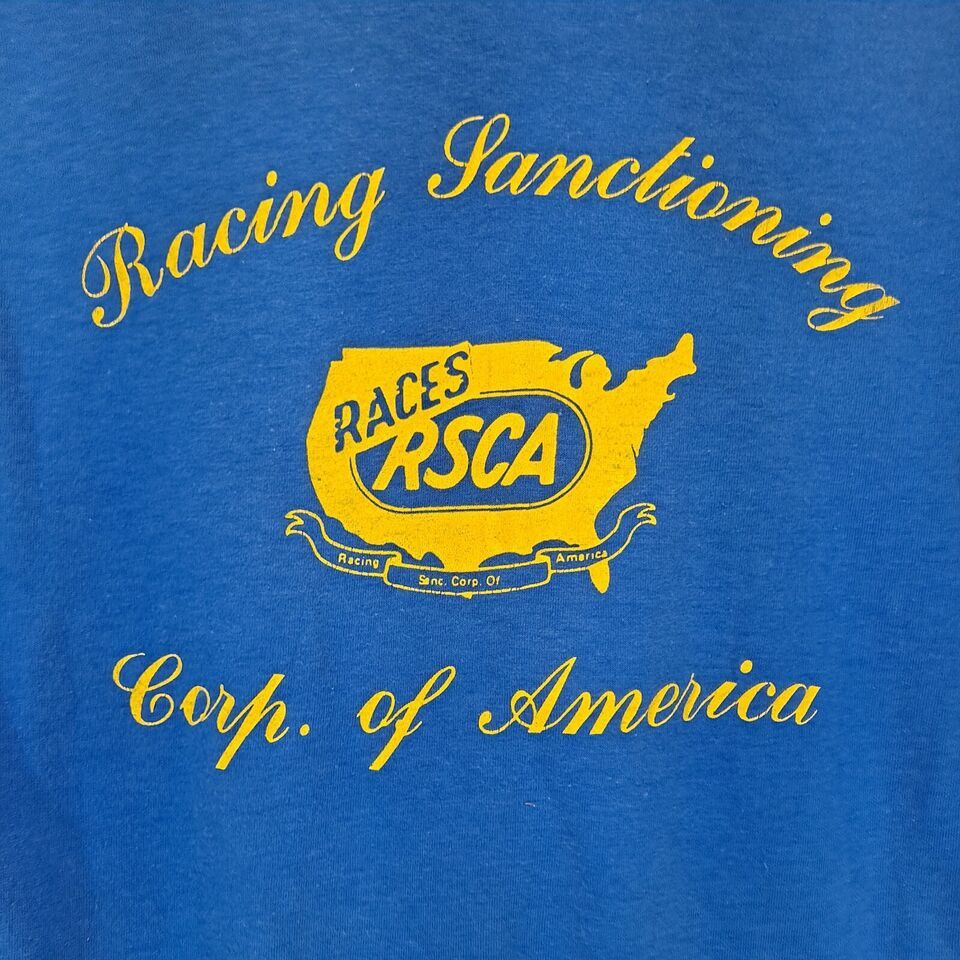 Racing Sanctioning
RACES
RSCA
Racing Sanc. Corp. Of America
Corp. of America